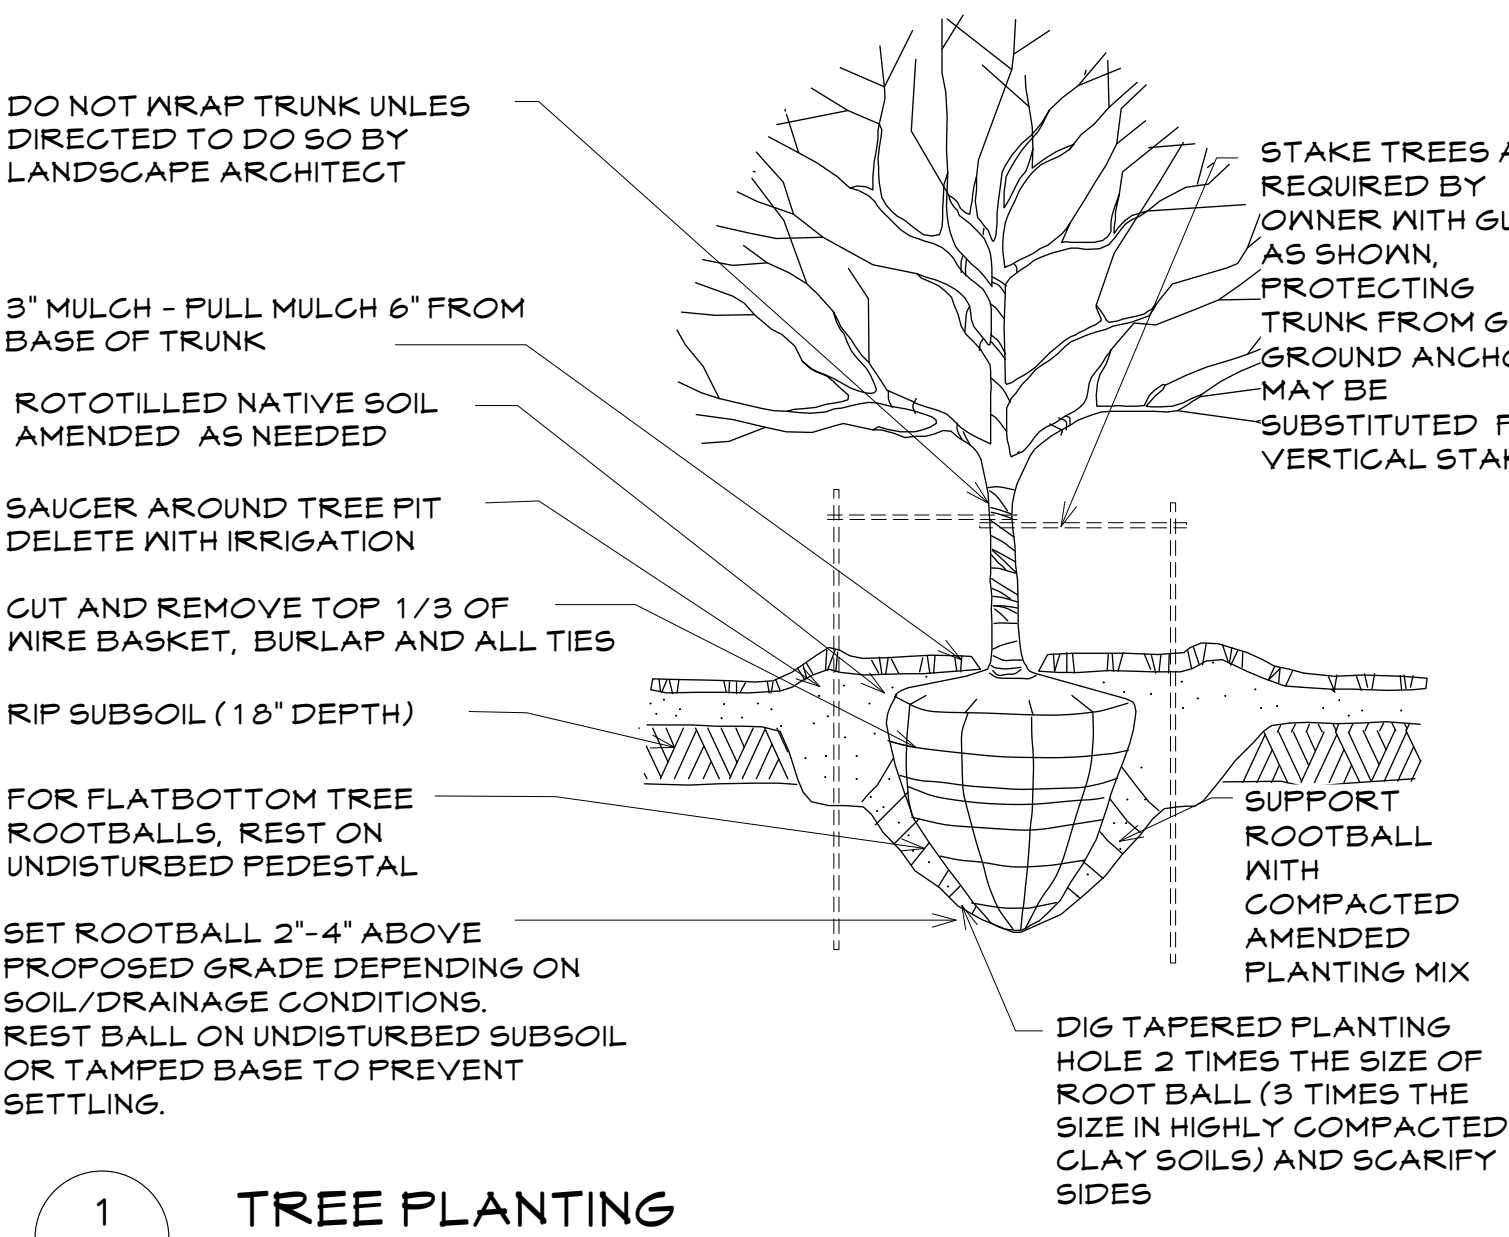 DO NOT WRAP TRUNK UNLES
DIRECTED TO DO SO BY
LANDSCAPE ARCHITECT
3" MULCH - PULL MULCH 6" FROM
BASE OF TRUNK
ROTOTILLED NATIVE SOIL
AMENDED AS NEEDED
SAUCER AROUND TREE PIT
DELETE WITH IRRIGATION
CUT AND REMOVE TOP 1/3 OF
WIRE BASKET, BURLAP AND ALL TIES
RIP SUBSOIL (18" DEPTH)
FOR FLATBOTTOM TREE
ROOTBALLS, REST ON
UNDISTURBED PEDESTAL
SET ROOTBALL 2"-4" ABOVE
PROPOSED GRADE DEPENDING ON
SOIL/DRAINAGE CONDITIONS.
REST BALL ON UNDISTURBED SUBSOIL
OR TAMPED BASE TO PREVENT
SETTLING.
STAKE TREES
REQUIRED BY
OWNER WITH
AS SHOWN,
PROTECTING
TRUNK FROM
GROUND
MAY BE
SUBSTITUTED
VERTICAL
SUPPORT
ROOTBALL
WITH
COMPACTED
AMENDED
PLANTING MIX
DIG TAPERED PLANTING
HOLE 2 TIMES THE SIZE OF
ROOT BALL (3 TIMES THE
SIZE IN HIGHLY COMPACTED
CLAY SOILS) AND SCARIFY
SIDES
1
TREE PLANTING